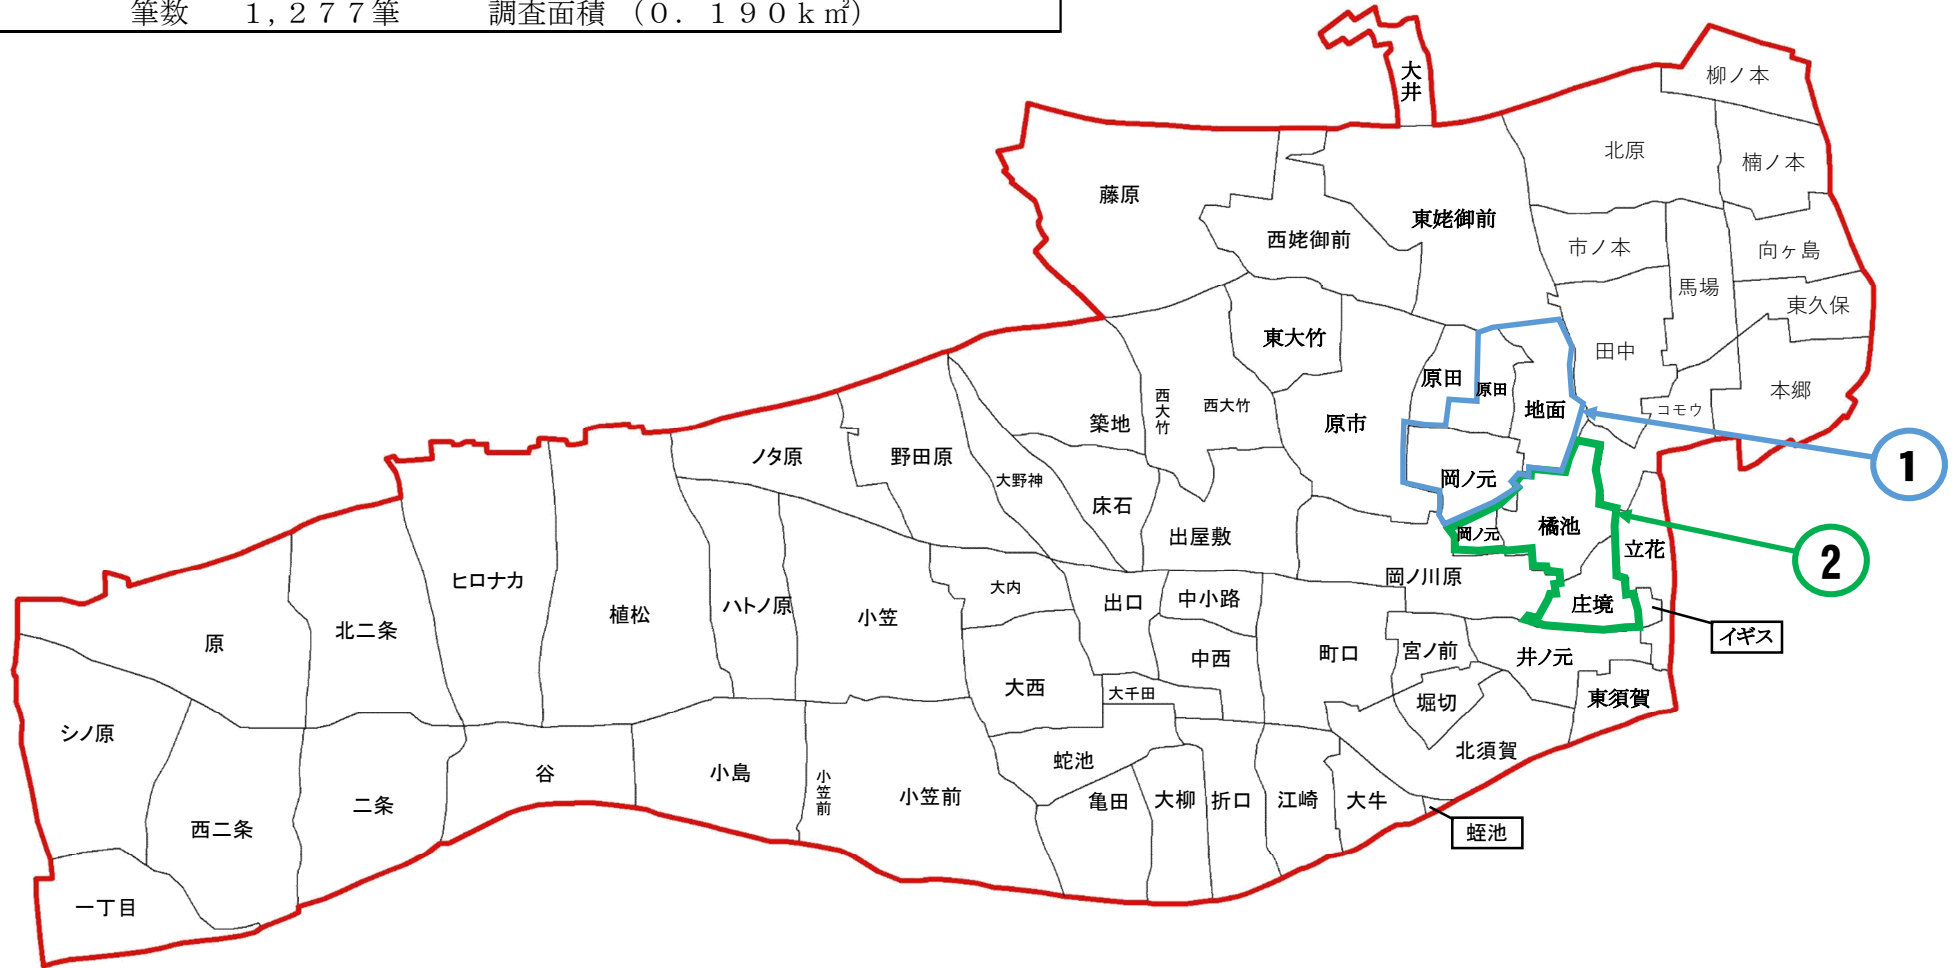 筆数　１，２７７筆　調査面積（０．１９０ｋ㎡）
大井
柳ノ本
北原
楠ノ本
藤原
東姥御前
西姥御前
市ノ本
向ヶ島
馬場
東久保
東大竹
田中
原田
原田
本郷
西大竹
西大竹
地面
コモウ
築地
原市
1
ノタ原
野田原
大野神
岡ノ元
床石
出屋敷
岡ノ元
橘池
立花
2
ヒロナカ
岡ノ川原
大内
植松
ハトノ原
小笠
出口
中小路
庄境
イギス
原
北二条
町口
宮ノ前
井ノ元
中西
大西
大千田
堀切
東須賀
シノ原
北須賀
蛇池
谷
小島
小笠前
小笠前
二条
亀田
大柳
折口
江崎
大牛
西二条
蛭池
一丁目